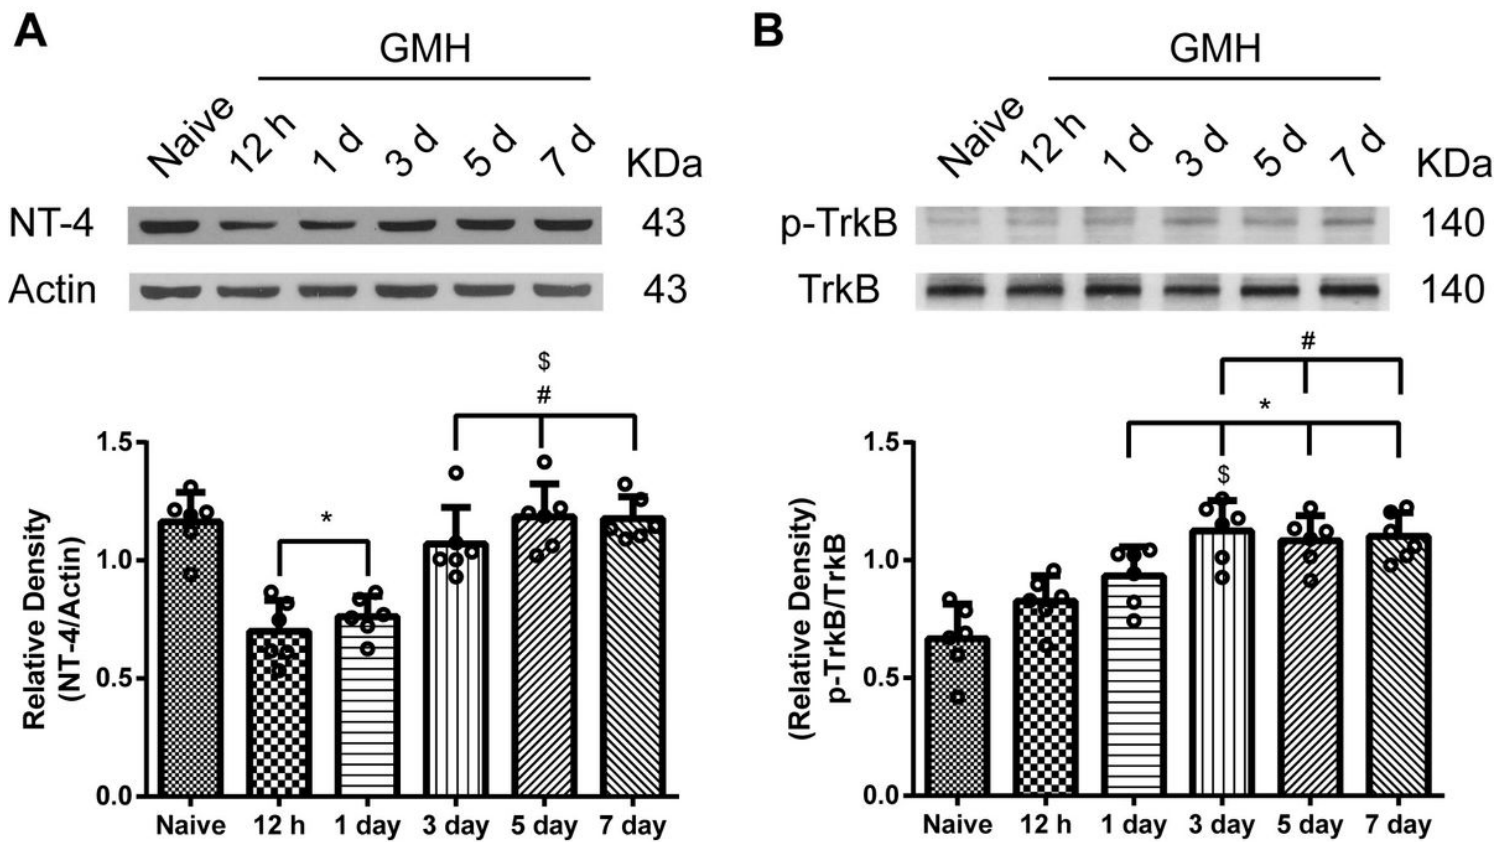 A
GMH
Naive 12 h 1 d 3 d 5 d 7 d KDa
NT-4 43
Actin 43
$
#
*
1.5
1.0
0.5
0.0
Relative Density
(NT-4/Actin)
Naive 12 h 1 day 3 day 5 day 7 day
B
GMH
Naive 12 h 1 d 3 d 5 d 7 d KDa
p-TrkB 140
TrkB 140
#
*
$
1.5
1.0
0.5
0.0
(Relative Density)
p-TrkB/TrkB
Naive 12 h 1 day 3 day 5 day 7 day